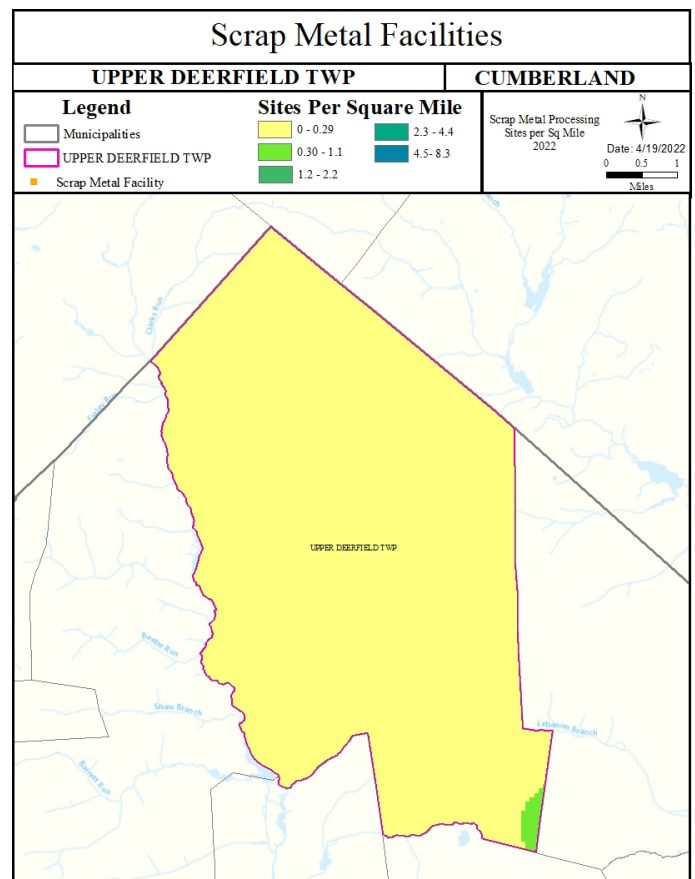 Scrap Metal Facilities
UPPER DEERFIELD TWP
CUMBERLAND
Legend
Municipalities
UPPER DEERFIELD TWP
Scrap Metal Facility
Sites Per Square Mile
0 - 0.29
0.30 - 1.1
1.2 - 2.2
2.3 - 4.4
4.5- 8.3
Scrap Metal Processing
Sites per Sq Mile
2022
N
Date: 4/19/2022
0 0.5 1
Miles
Clarks Run
UPPER DEERFIELD TWP
Beebe Run
Shaw Branch
Lebanon Branch
Barrett Run